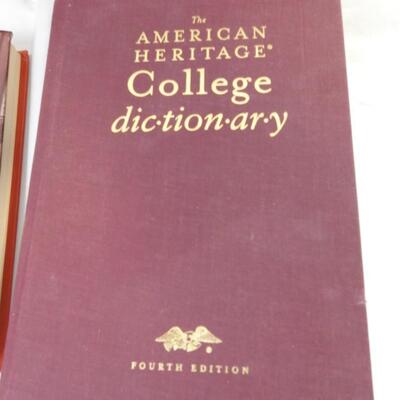 The
AMERICAN
HERITAGE®
College
dic·tion·ar·y
®
FOURTH EDITION